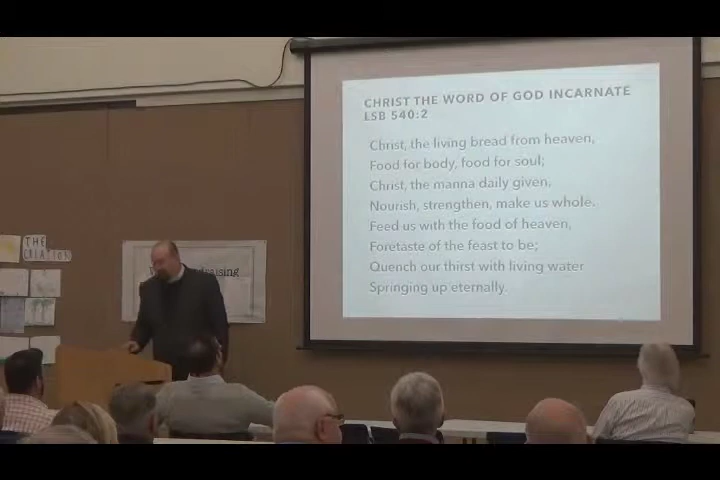 CHRIST THE WORD OF GOD INCARNATE
LSB 540:2
Christ, the living bread from heaven,
Food for body, food for soul;
Christ, the manna daily given,
Nourish, strengthen, make us whole.
Feed us with the food of heaven,
Foretaste of the feast to be;
Quench our thirst with living water
Springing up eternally.
THE
CREATION